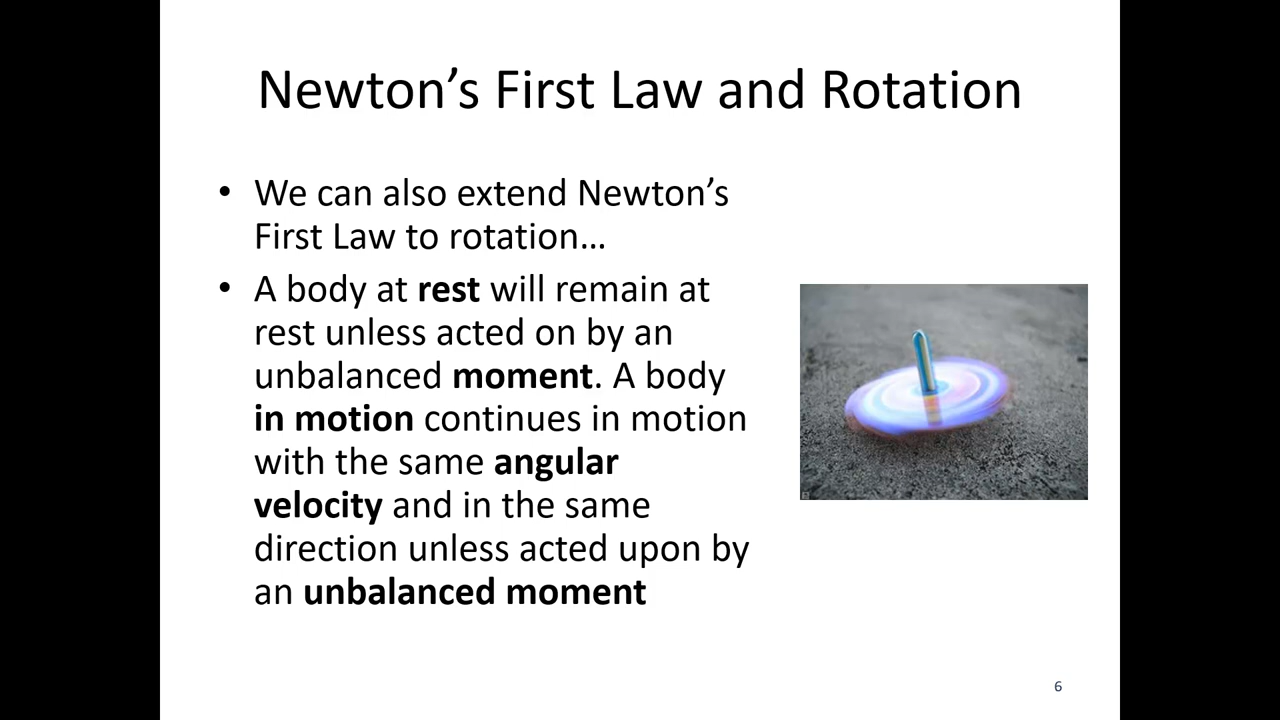 Newton’s First Law and Rotation
• We can also extend Newton’s
First Law to rotation…
• A body at rest will remain at
rest unless acted on by an
unbalanced moment. A body
in motion continues in motion
with the same angular
velocity and in the same
direction unless acted upon by
an unbalanced moment
6